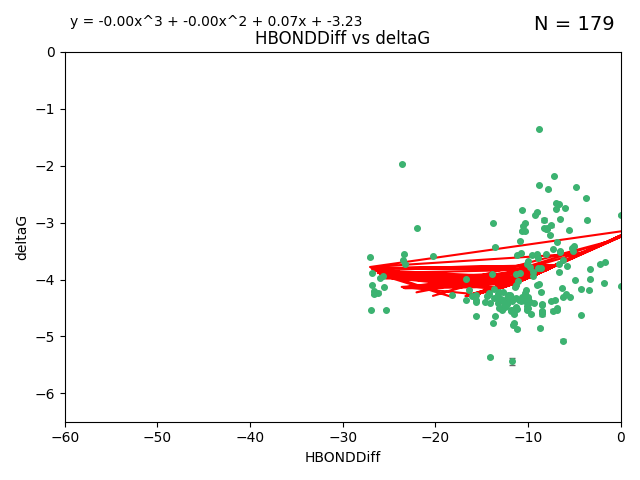 y = -0.00x^3 + -0.00x^2 + 0.07x + -3.23
N = 179
HBONDDiff vs deltaG
0
−1
−2
−3
−4
−5
−6
deltaG
−60 −50 −40 −30 −20 −10 0
HBONDDiff